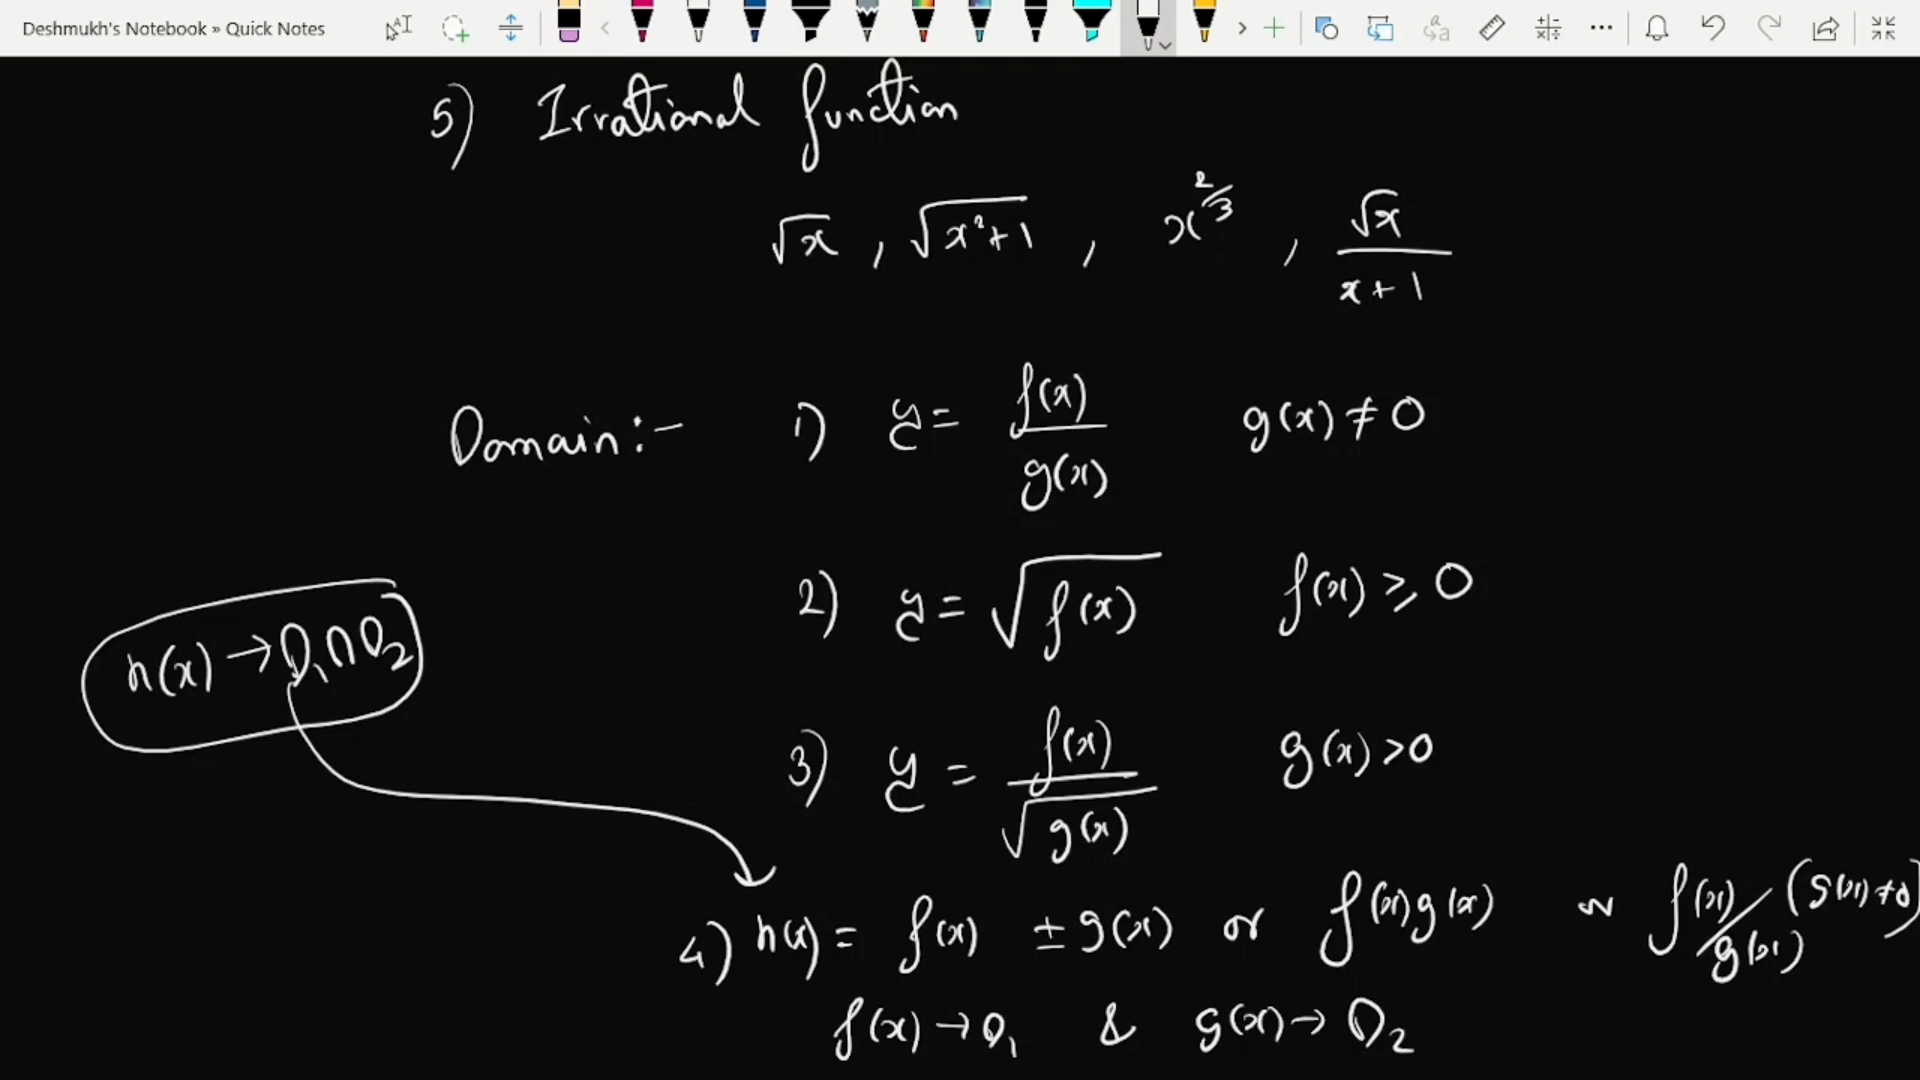 Deshmukh's Notebook » Quick Notes
5) Irrational function
√x , √(x²+1) , x^(2/3) , √x/(x+1)
Domain:- 1) y = f(x)/g(x) g(x) ≠ 0
2) y = √f(x) f(x) ≥ 0
h(x) → D₁∩D₂
3) y = f(x)/√g(x) g(x) >0
4) h(x) = f(x) ± g(x) or f(x)g(x) or f(x)/g(x) (g(x) ≠ 0)
f(x) → D₁ & g(x) → D₂